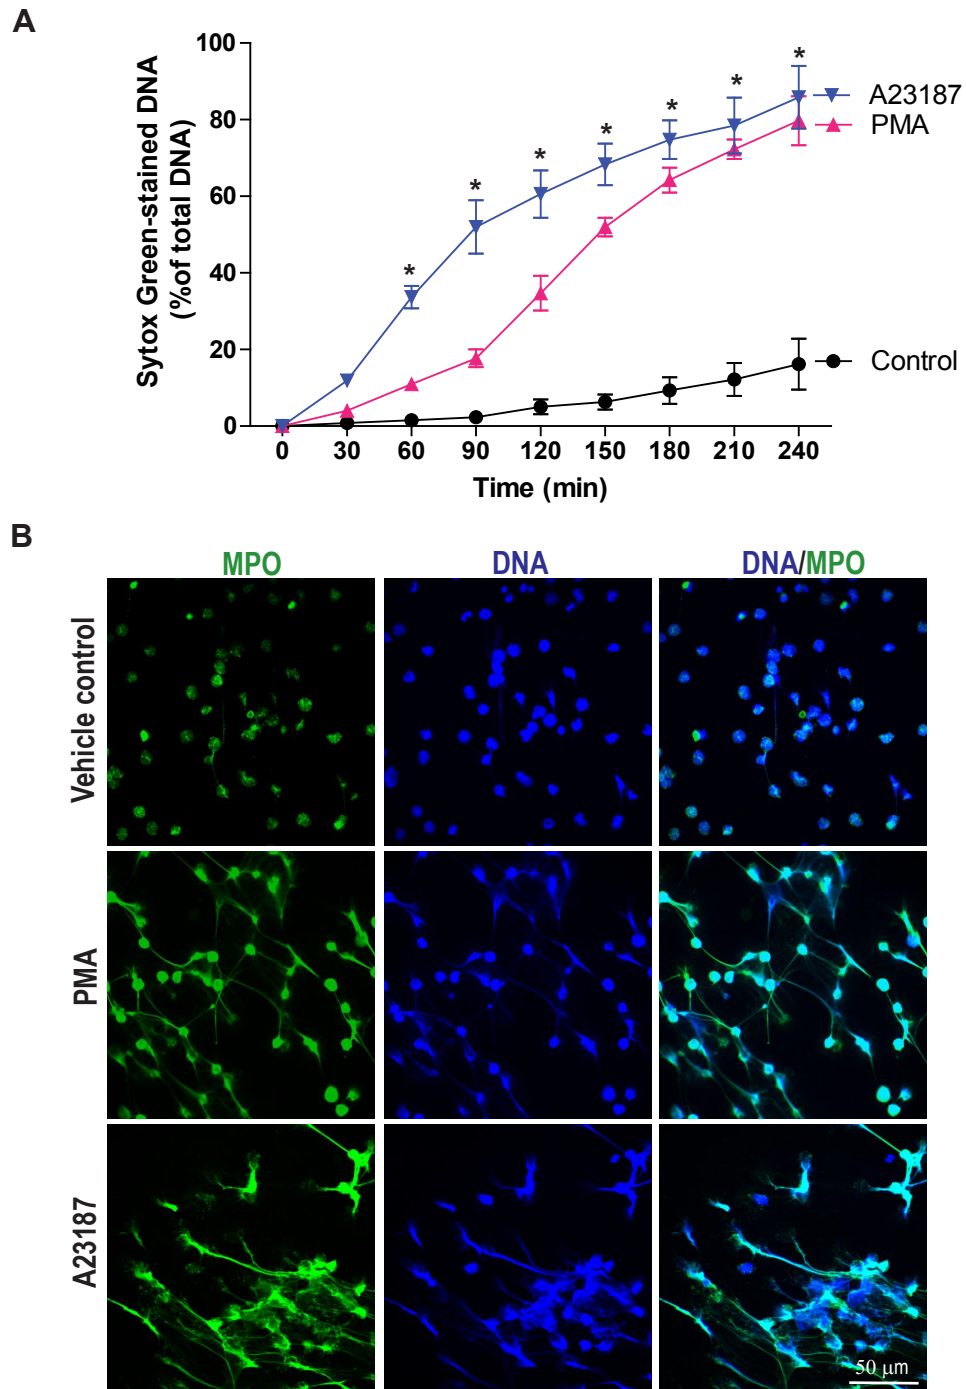 A
Sytox Green-stained DNA
(%of total DNA)
100
80
60
40
20
0
* * * * * * *
A23187
PMA
Control
0 30 60 90 120 150 180 210 240
Time (min)
B
MPO DNA DNA/MPO
Vehicle control
PMA
A23187
50 μm